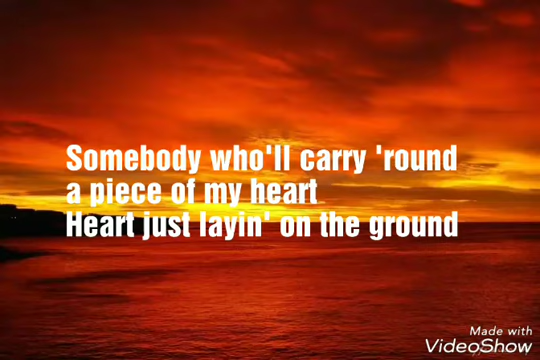 Somebody who'll carry 'round
a piece of my heart
Heart just layin' on the ground
Made with
VideoShow